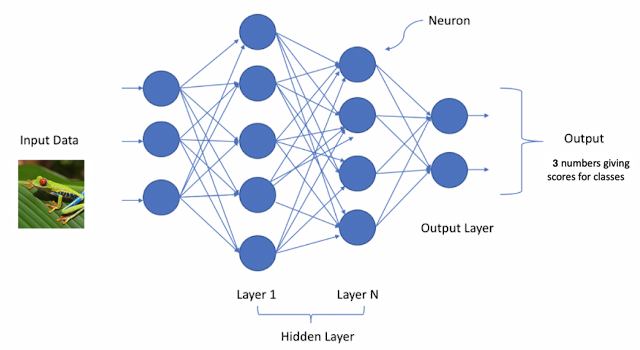 Neuron
Input Data
Output
3 numbers giving
scores for classes
Output Layer
Layer 1
Layer N
Hidden Layer